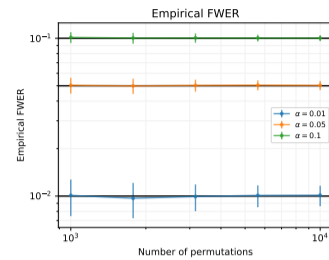 Empirical FWER
Empirical FWER
10⁻¹
10⁻²
α = 0.01
α = 0.05
α = 0.1
10³
10⁴
Number of permutations